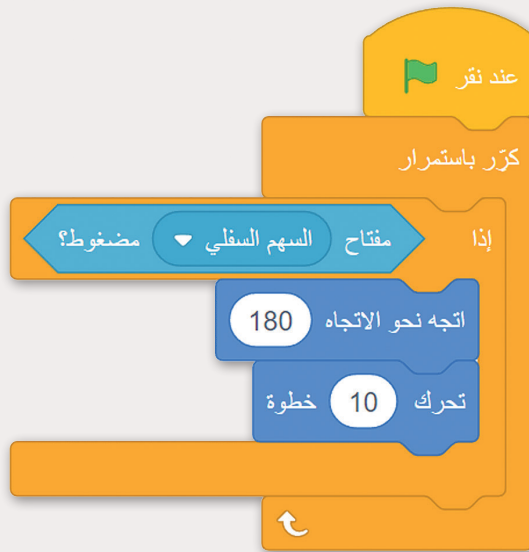 عند نقر
كرّر باستمرار
إذا مفتاح السهم السفلي مضغوط؟
اتجه نحو الاتجاه 180
تحرك 10 خطوة